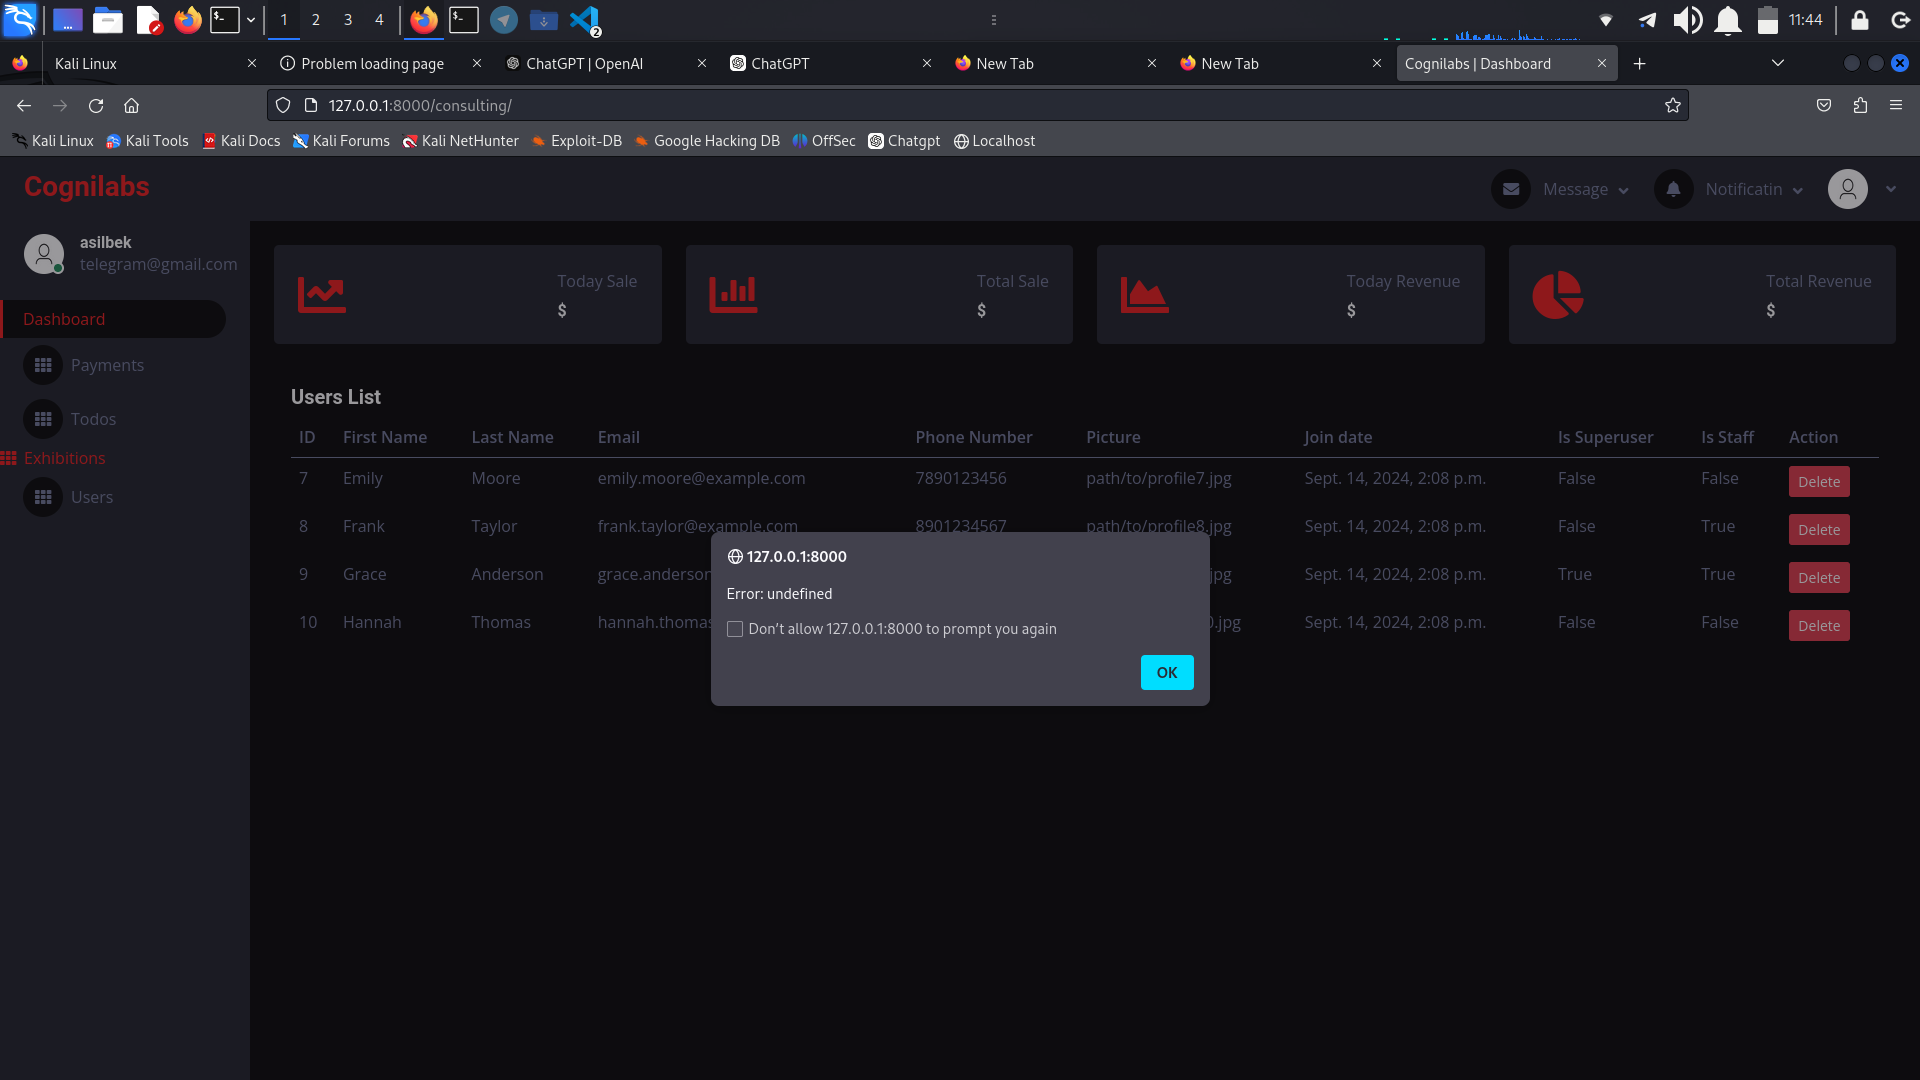 1 2 3 4 2 11:44
Kali Linux Problem loading page ChatGPT | OpenAI ChatGPT New Tab New Tab Cognilabs | Dashboard
127.0.0.1:8000/consulting/
Kali Linux Kali Tools Kali Docs Kali Forums Kali NetHunter Exploit-DB Google Hacking DB OffSec Chatgpt Localhost
Cognilabs Message Notificatin
asilbek
telegram@gmail.com
Dashboard
Payments
Todos
Exhibitions
Users
Today Sale
$
Total Sale
$
Today Revenue
$
Total Revenue
$
Users List
ID First Name Last Name Email Phone Number Picture Join date Is Superuser Is Staff Action
7 Emily Moore emily.moore@example.com 7890123456 path/to/profile7.jpg Sept. 14, 2024, 2:08 p.m. False False Delete
8 Frank Taylor frank.taylor@example.com 8901234567 path/to/profile8.jpg Sept. 14, 2024, 2:08 p.m. False True Delete
9 Grace Anderson grace.anderson jpg Sept. 14, 2024, 2:08 p.m. True True Delete
10 Hannah Thomas hannah.thomas 0.jpg Sept. 14, 2024, 2:08 p.m. False False Delete
127.0.0.1:8000
Error: undefined
Don't allow 127.0.0.1:8000 to prompt you again
OK